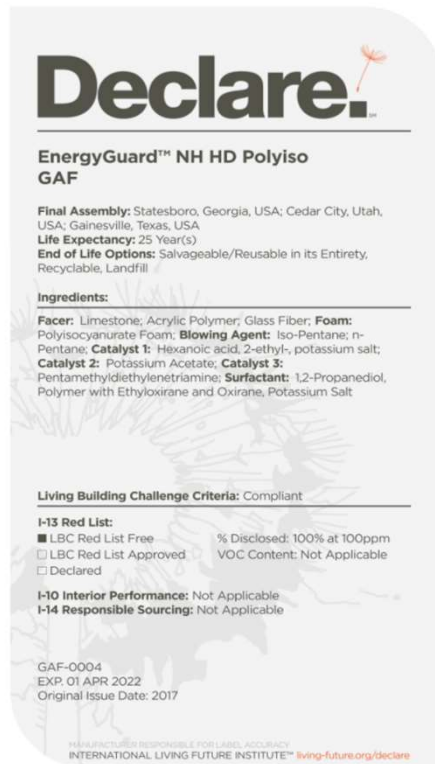 Declare.
SM
EnergyGuard™ NH HD Polyiso
GAF
Final Assembly: Statesboro, Georgia, USA; Cedar City, Utah,
USA; Gainesville, Texas, USA
Life Expectancy: 25 Year(s)
End of Life Options: Salvageable/Reusable in its Entirety,
Recyclable, Landfill
Ingredients:
Facer: Limestone; Acrylic Polymer; Glass Fiber; Foam:
Polyisocyanurate Foam; Blowing Agent: Iso-Pentane; n-
Pentane; Catalyst 1: Hexanoic acid, 2-ethyl-, potassium salt;
Catalyst 2: Potassium Acetate; Catalyst 3:
Pentamethyldiethylenetriamine; Surfactant: 1,2-Propanediol,
Polymer with Ethyloxirane and Oxirane, Potassium Salt
Living Building Challenge Criteria: Compliant
I-13 Red List:
■ LBC Red List Free % Disclosed: 100% at 100ppm
□ LBC Red List Approved VOC Content: Not Applicable
□ Declared
I-10 Interior Performance: Not Applicable
I-14 Responsible Sourcing: Not Applicable
GAF-0004
EXP. 01 APR 2022
Original Issue Date: 2017
MANUFACTURER RESPONSIBLE FOR LABEL ACCURACY
INTERNATIONAL LIVING FUTURE INSTITUTE™ living-future.org/declare